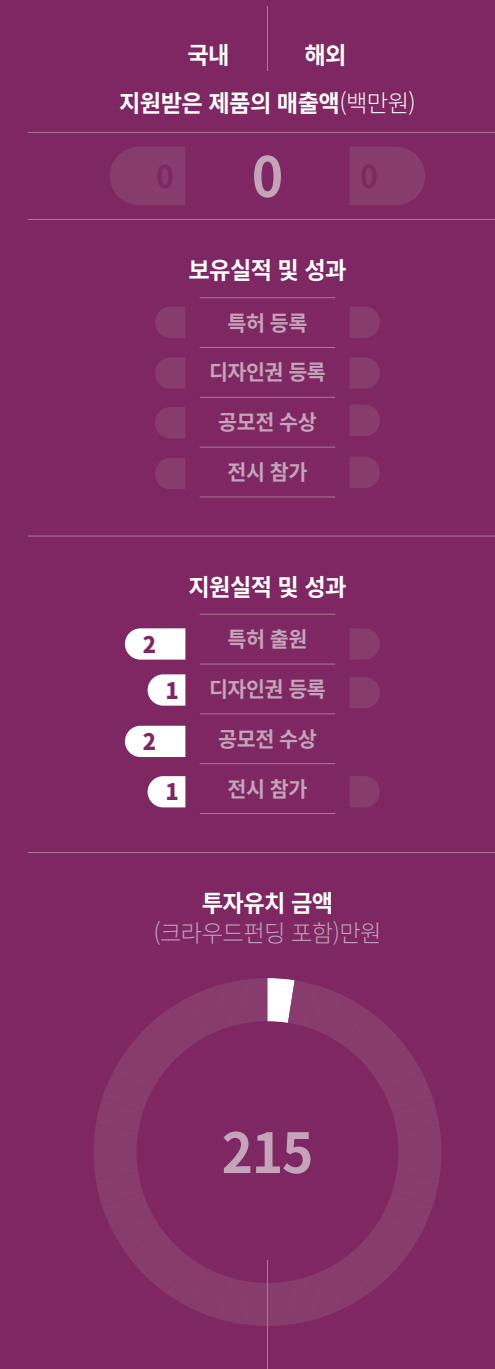 국내 해외
지원받은 제품의 매출액(백만원)
0 0 0
보유실적 및 성과
특허 등록
디자인권 등록
공모전 수상
전시 참가
지원실적 및 성과
2 특허 출원
1 디자인권 등록
2 공모전 수상
1 전시 참가
투자유치 금액
(크라우드펀딩 포함)만원
215